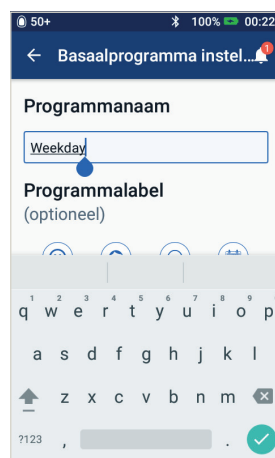 50+ 100% 00:22
Basaalprogramma instel... 1
Programmanaam
Weekday
Programmalabel
(optioneel)
1 2 3 4 5 6 7 8 9 0
q w e r t y u i o p
a s d f g h j k l
z x c v b n m
?123 , .